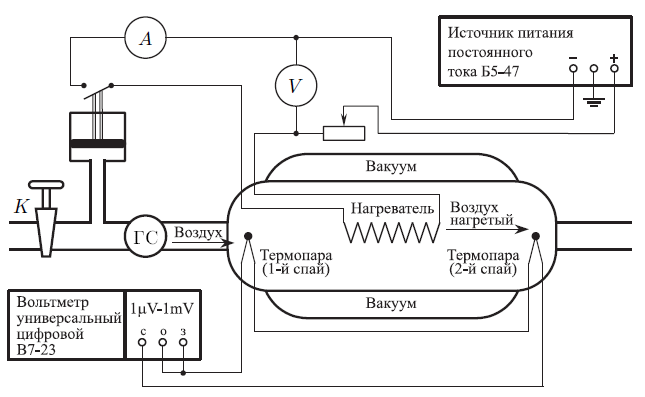 A
Источник питания
постоянного
тока Б5-47
− +
V
Вакуум
K
ГС
Воздух
Нагреватель
Воздух
нагретый
Термопара
(1-й спай)
Термопара
(2-й спай)
Вакуум
Вольтметр
универсальный
цифровой
В7-23
1μV-1mV
с о з